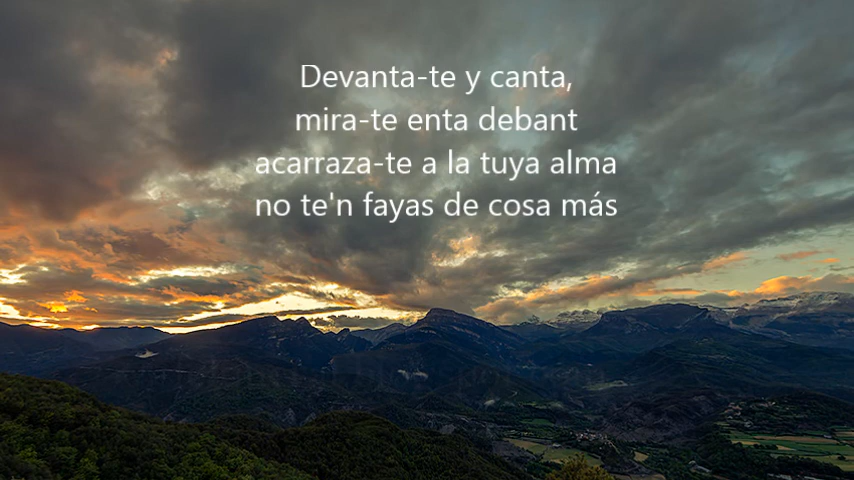 Devanta-te y canta,
mira-te enta debant
acarraza-te a la tuya alma
no te'n fayas de cosa más